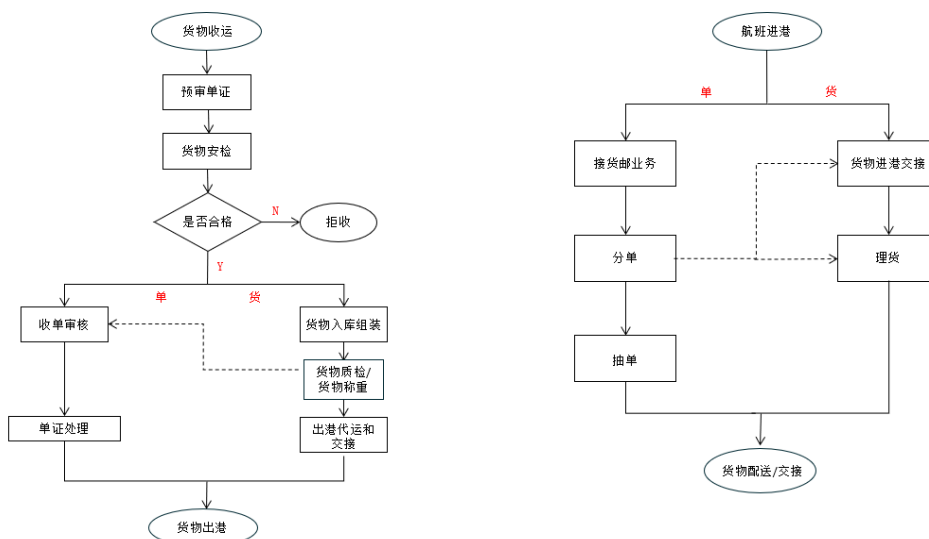 货物收运
预审单证
货物安检
是否合格
N
拒收
Y
单
货
收单审核
货物入库组装
货物质检/
货物称重
单证处理
出港代运和
交接
货物出港
航班进港
单
货
接货邮业务
货物进港交接
分单
理货
抽单
货物配送/交接